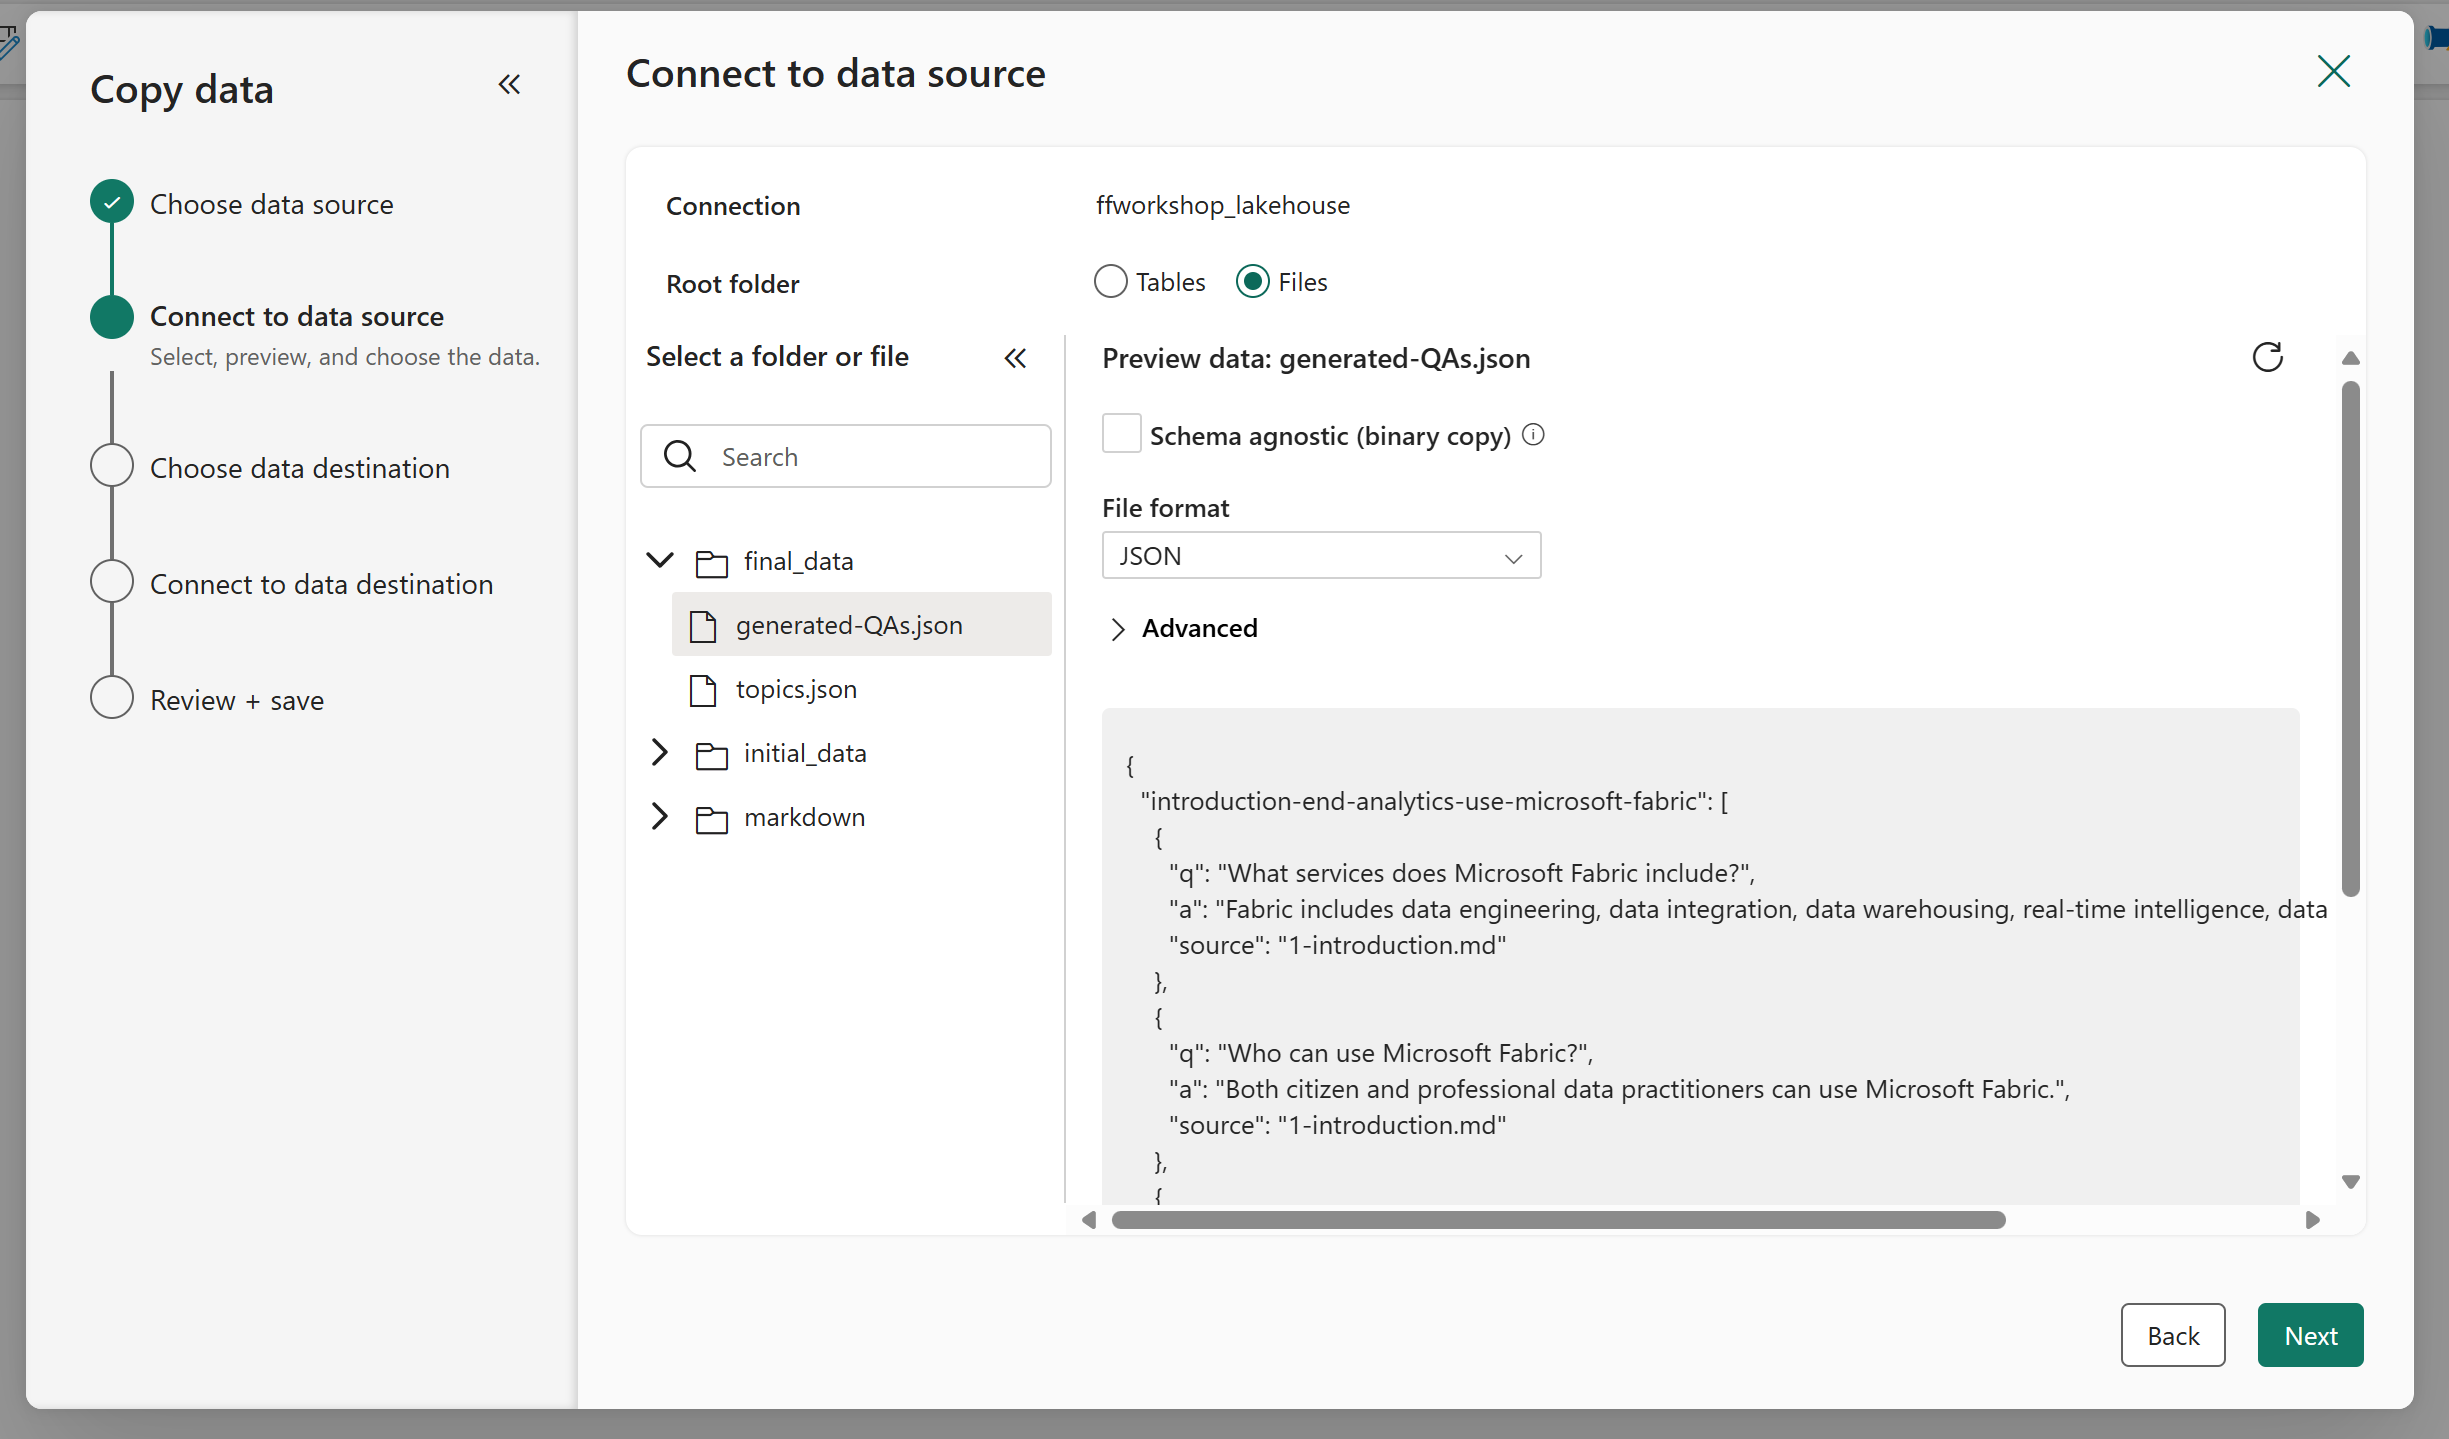 Copy data
Choose data source
Connect to data source
Select, preview, and choose the data.
Choose data destination
Connect to data destination
Review + save
Connect to data source
Connection
ffworkshop_lakehouse
Root folder
Tables
Files
Select a folder or file
Search
final_data
generated-QAs.json
topics.json
initial_data
markdown
Preview data: generated-QAs.json
Schema agnostic (binary copy)
File format
JSON
Advanced
{
"introduction-end-analytics-use-microsoft-fabric": [
{
"q": "What services does Microsoft Fabric include?",
"a": "Fabric includes data engineering, data integration, data warehousing, real-time intelligence, data
"source": "1-introduction.md"
},
{
"q": "Who can use Microsoft Fabric?",
"a": "Both citizen and professional data practitioners can use Microsoft Fabric.",
"source": "1-introduction.md"
},
{
Back
Next